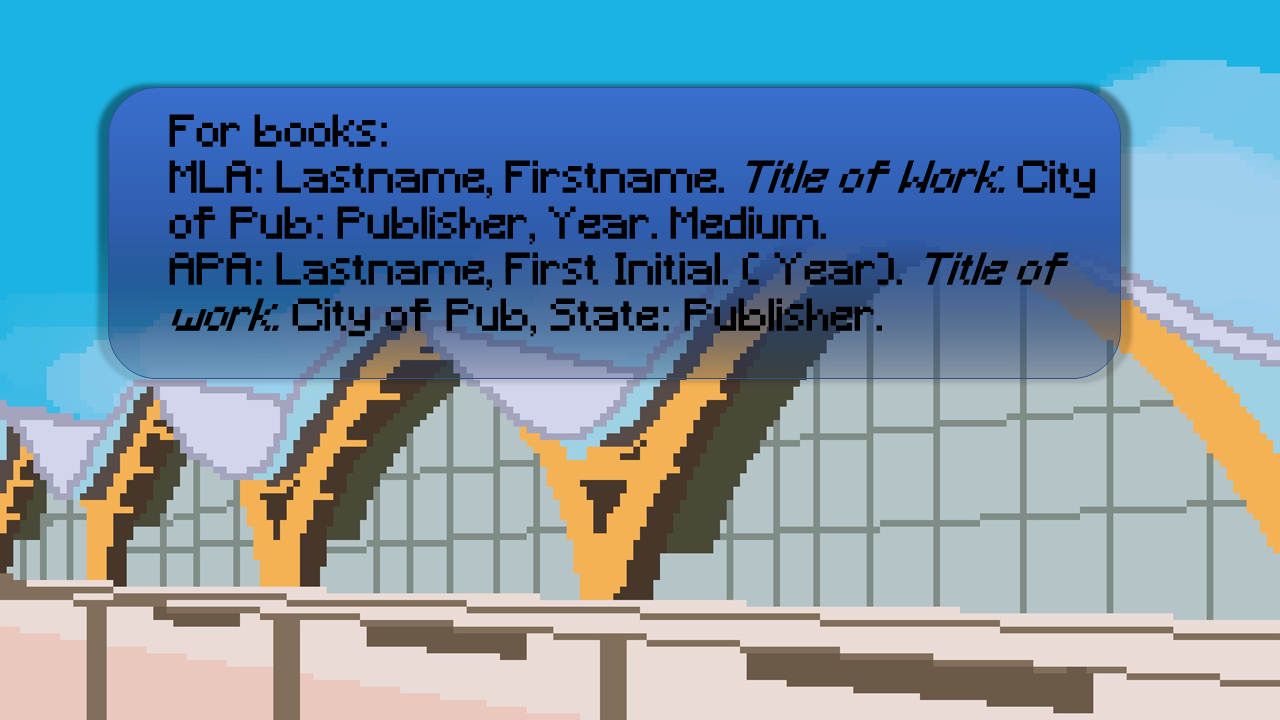 For books:
MLA: Lastname, Firstname. Title of Work. City
of Pub: Publisher, Year. Medium.
APA: Lastname, First Initial. ( Year). Title of
work. City of Pub, State: Publisher.